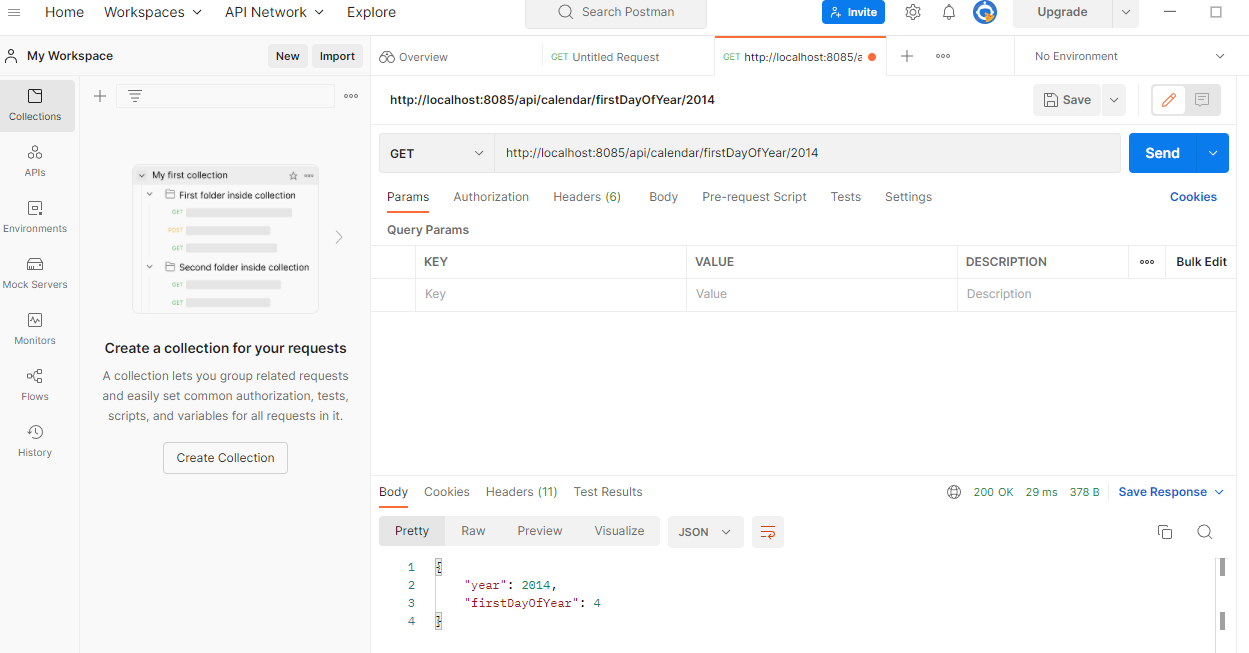 Home Workspaces API Network Explore Search Postman Invite Upgrade
My Workspace New Import Overview GET Untitled Request GET http://localhost:8085/a No Environment
Collections
APIs
Environments
Mock Servers
Monitors
Flows
History
My first collection
First folder inside collection
GET
POST
GET
Second folder inside collection
GET
GET
Create a collection for your requests
A collection lets you group related requests
and easily set common authorization, tests,
scripts, and variables for all requests in it.
Create Collection
http://localhost:8085/api/calendar/firstDayOfYear/2014 Save
GET http://localhost:8085/api/calendar/firstDayOfYear/2014 Send
Params Authorization Headers (6) Body Pre-request Script Tests Settings Cookies
Query Params
KEY VALUE DESCRIPTION Bulk Edit
Key Value Description
Body Cookies Headers (11) Test Results 200 OK 29 ms 378 B Save Response
Pretty Raw Preview Visualize JSON
1 {
2 "year": 2014,
3 "firstDayOfYear": 4
4 }